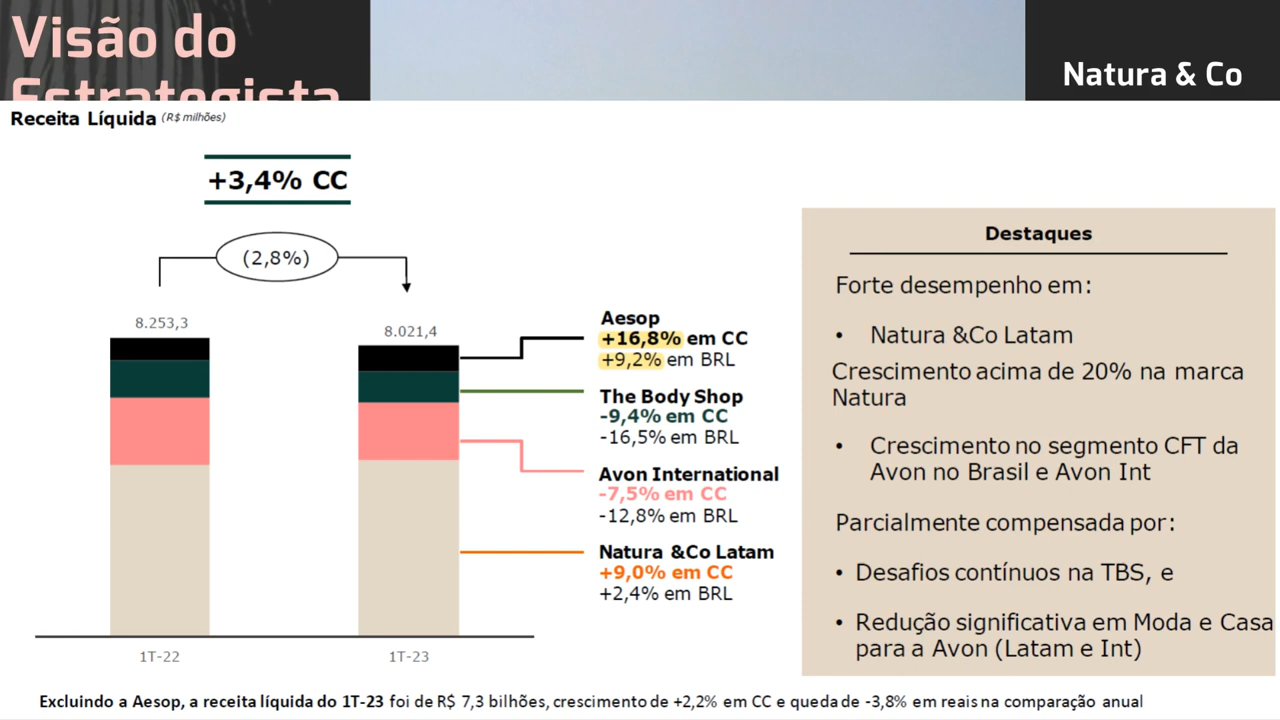 Visão do
Estrategista
Natura & Co
Receita Líquida (R$ milhões)
+3,4% CC
(2,8%)
8.253,3
8.021,4
1T-22
1T-23
Aesop
+16,8% em CC
+9,2% em BRL
The Body Shop
-9,4% em CC
-16,5% em BRL
Avon International
-7,5% em CC
-12,8% em BRL
Natura &Co Latam
+9,0% em CC
+2,4% em BRL
Destaques
Forte desempenho em:
• Natura &Co Latam
Crescimento acima de 20% na marca
Natura
• Crescimento no segmento CFT da
Avon no Brasil e Avon Int
Parcialmente compensada por:
• Desafios contínuos na TBS, e
• Redução significativa em Moda e Casa
para a Avon (Latam e Int)
Excluindo a Aesop, a receita líquida do 1T-23 foi de R$ 7,3 bilhões, crescimento de +2,2% em CC e queda de -3,8% em reais na comparação anual